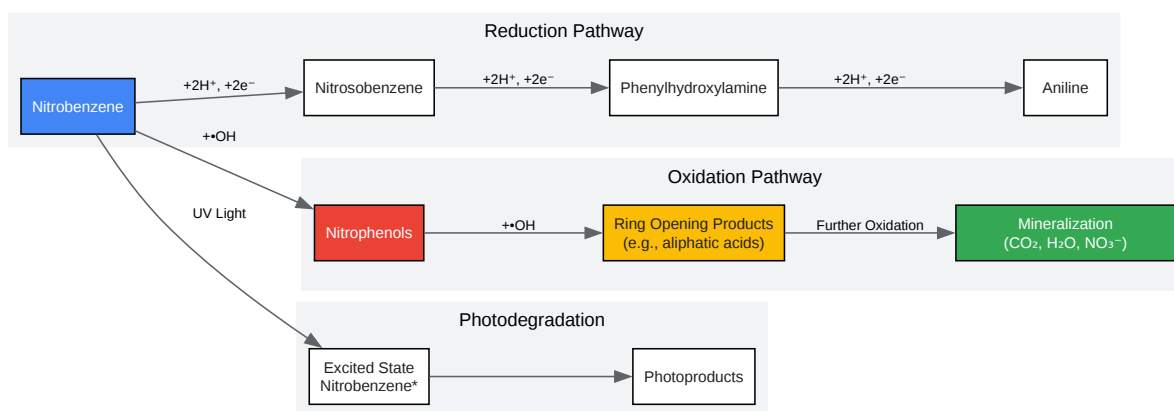 Reduction Pathway
Nitrobenzene
+2H⁺, +2e⁻
Nitrosobenzene
+2H⁺, +2e⁻
Phenylhydroxylamine
+2H⁺, +2e⁻
Aniline
+•OH
UV Light
Oxidation Pathway
Nitrophenols
+•OH
Ring Opening Products
(e.g., aliphatic acids)
Further Oxidation
Mineralization
(CO₂, H₂O, NO₃⁻)
Photodegradation
Excited State
Nitrobenzene*
Photoproducts